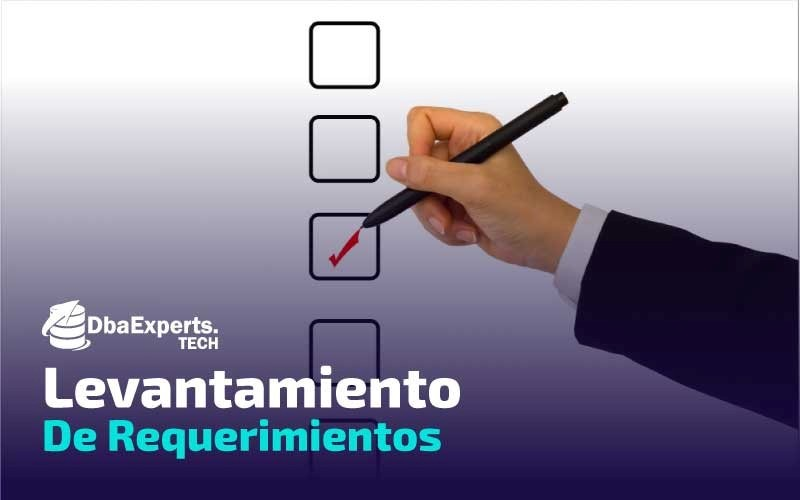 DbaExperts.
TECH
Levantamiento
De Requerimientos